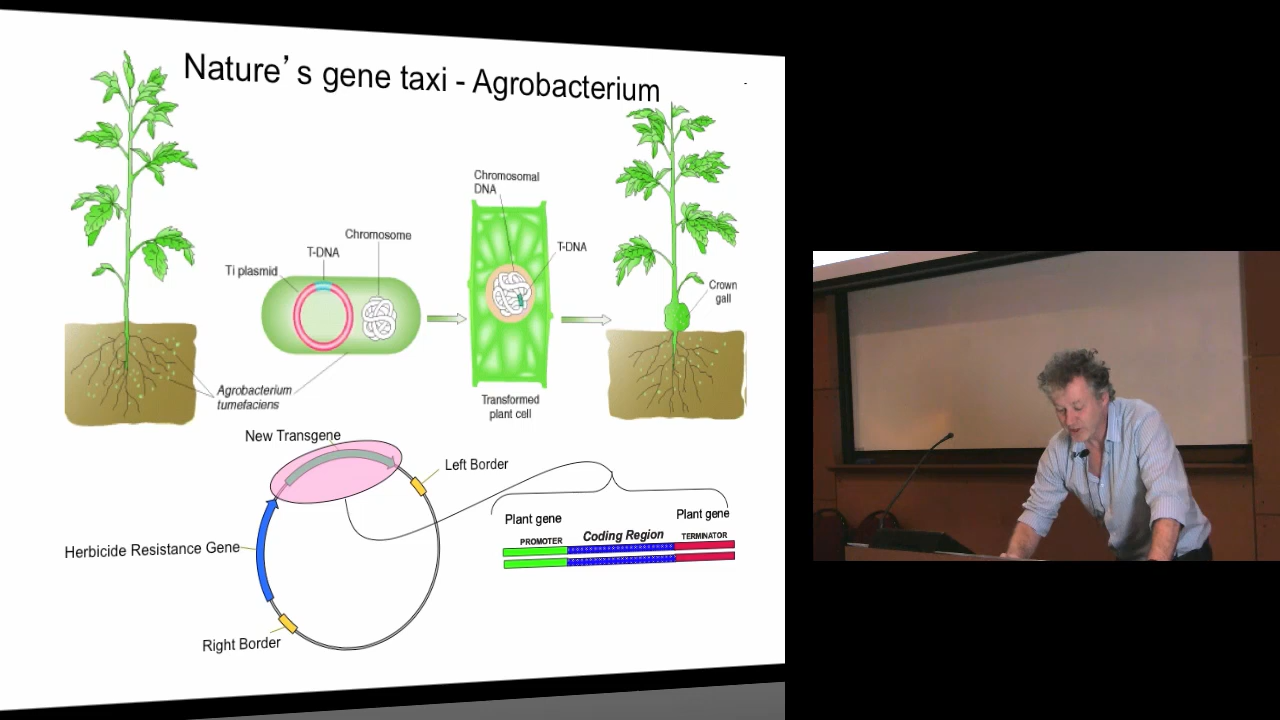 Nature's gene taxi - Agrobacterium
Chromosomal
DNA
Chromosome
T-DNA
T-DNA
Ti plasmid
Crown
gall
Agrobacterium
tumefaciens
Transformed
plant cell
New Transgene
Left Border
Plant gene
Plant gene
PROMOTER
Coding Region
TERMINATOR
Herbicide Resistance Gene
Right Border